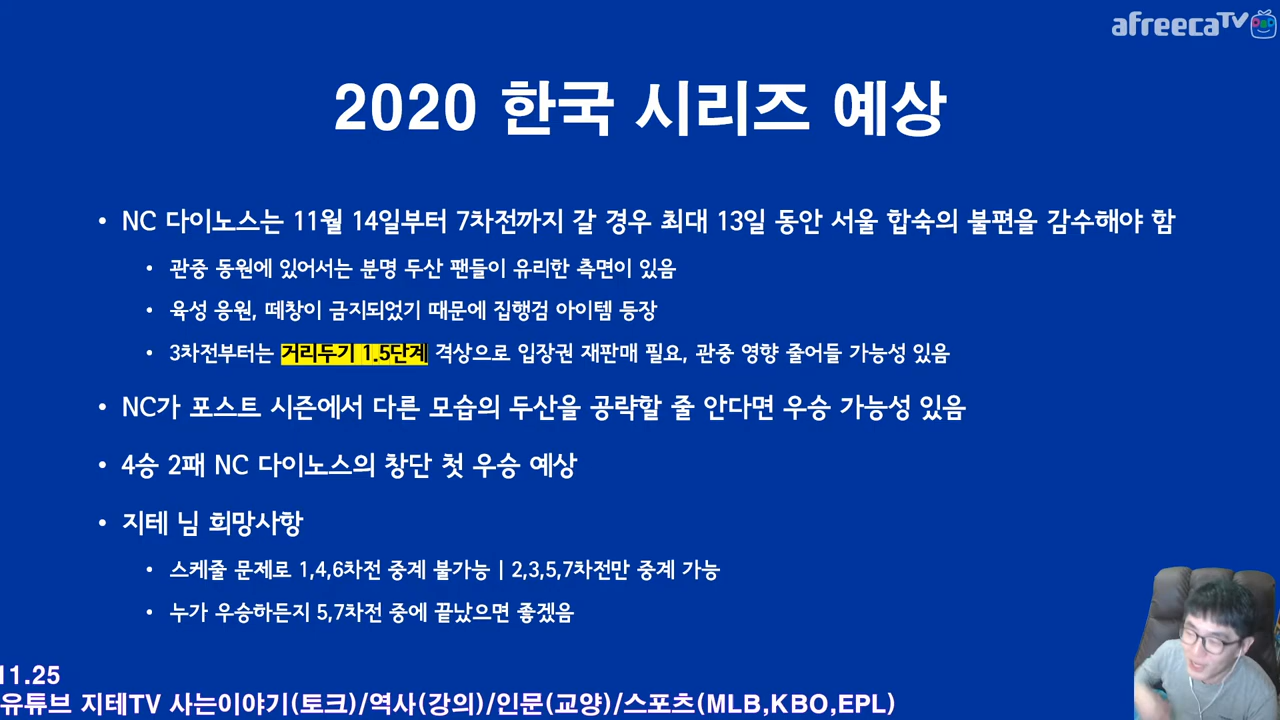 afreecaTV
2020 한국 시리즈 예상
• NC 다이노스는 11월 14일부터 7차전까지 갈 경우 최대 13일 동안 서울 합숙의 불편을 감수해야 함
• 관중 동원에 있어서는 분명 두산 팬들이 유리한 측면이 있음
• 육성 응원, 떼창이 금지되었기 때문에 집행검 아이템 등장
• 3차전부터는 거리두기 1.5단계 격상으로 입장권 재판매 필요, 관중 영향 줄어들 가능성 있음
• NC가 포스트 시즌에서 다른 모습의 두산을 공략할 줄 안다면 우승 가능성 있음
• 4승 2패 NC 다이노스의 창단 첫 우승 예상
• 지테 님 희망사항
• 스케줄 문제로 1,4,6차전 중계 불가능 | 2,3,5,7차전만 중계 가능
• 누가 우승하든지 5,7차전 중에 끝났으면 좋겠음
11.25
유튜브 지테TV 사는이야기(토크)/역사(강의)/인문(교양)/스포츠(MLB,KBO,EPL)